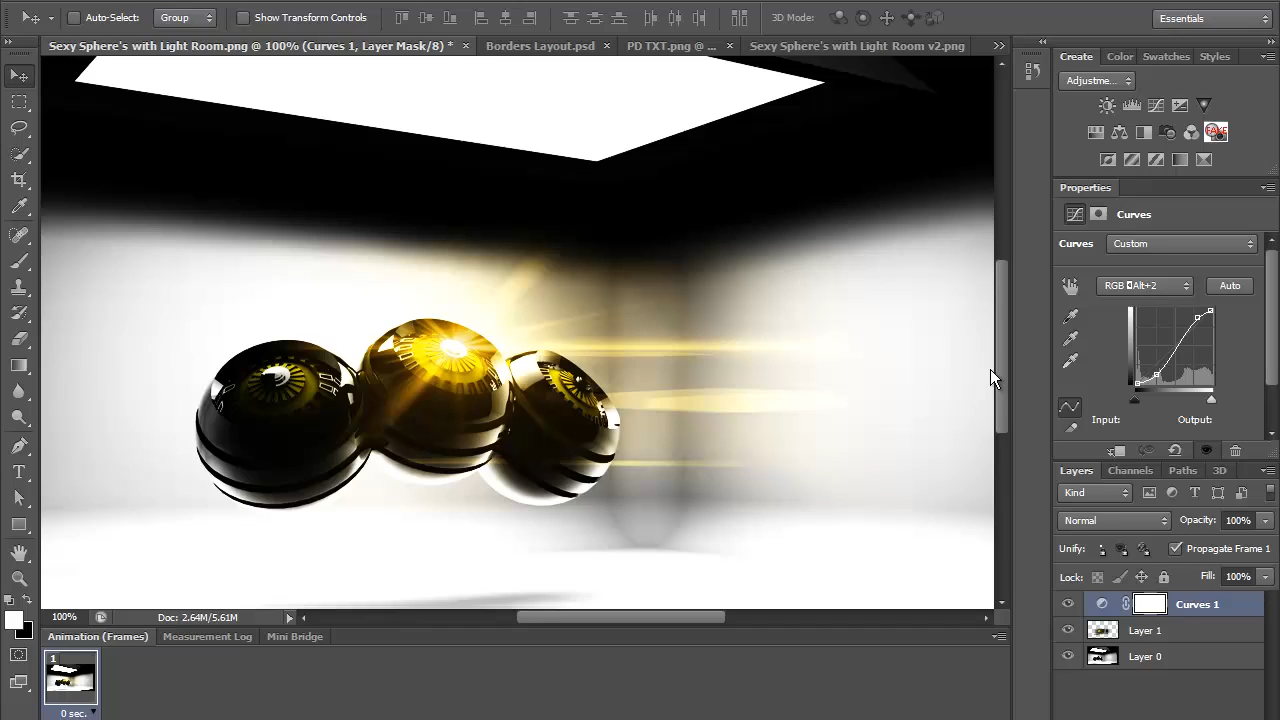 Auto-Select: Group Show Transform Controls 3D Mode: Essentials
Sexy Sphere's with Light Room.png @ 100% (Curves 1, Layer Mask/8) * × Borders Layout.psd × PD TXT.png @ ... × Sexy Sphere's with Light Room v2.png
Create Color Swatches Styles
Adjustme...
FAKE
Properties
Curves
Curves Custom
RGB Alt+2 Auto
Input: Output:
Layers Channels Paths 3D
Kind
Normal Opacity: 100%
Unify: Propagate Frame 1
Lock: Fill: 100%
Curves 1
Layer 1
Layer 0
100% Doc: 2.64M/5.61M
Animation (Frames) Measurement Log Mini Bridge
1
0 sec.